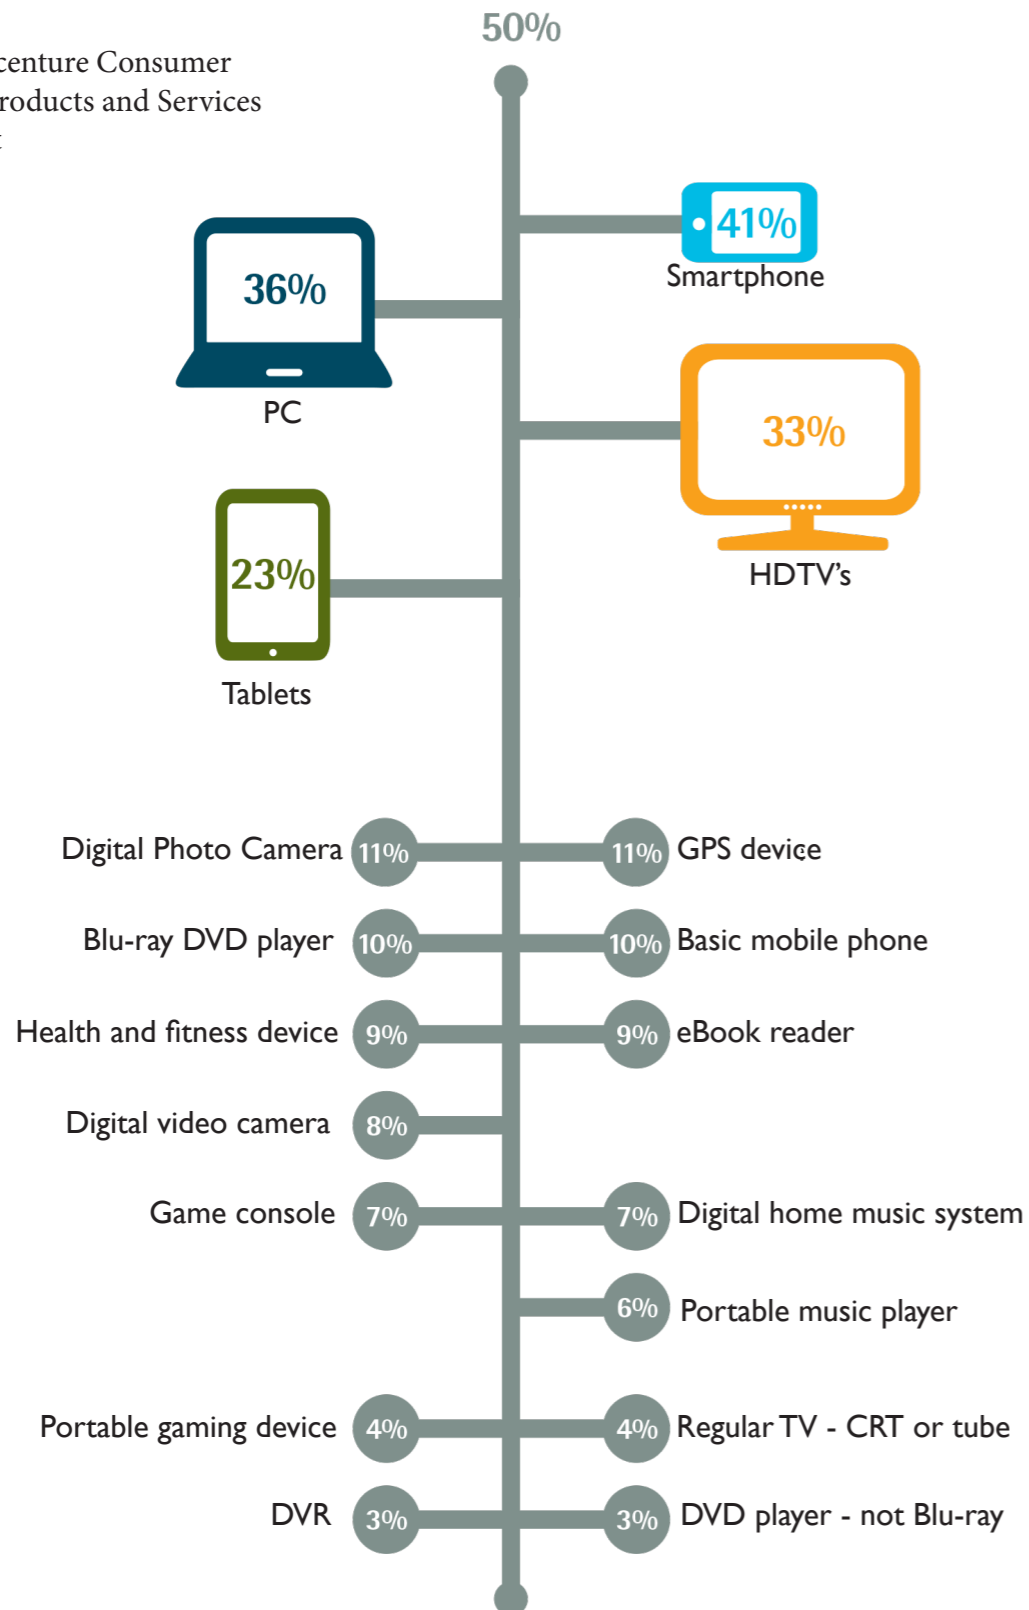 50%
Consumer
and Services
41%
Smartphone
36%
PC
33%
HDTV's
23%
Tablets
Digital Photo Camera 11%
11% GPS device
Blu-ray DVD player 10%
10% Basic mobile phone
Health and fitness device 9%
9% eBook reader
Digital video camera 8%
Game console 7%
7% Digital home music system
6% Portable music player
Portable gaming device 4%
4% Regular TV - CRT or tube
DVR 3%
3% DVD player - not Blu-ray